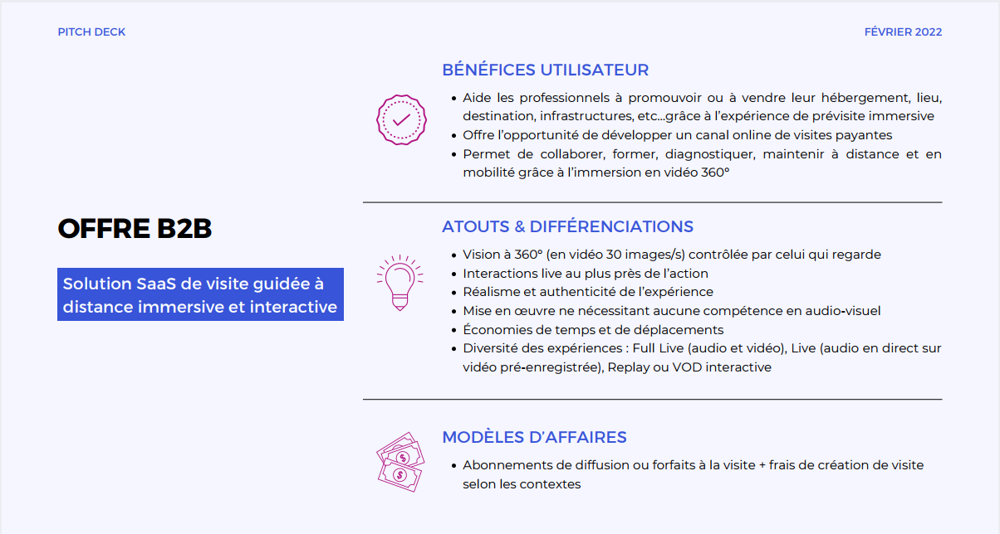 PITCH DECK
FÉVRIER 2022
OFFRE B2B
Solution SaaS de visite guidée à
distance immersive et interactive
BÉNÉFICES UTILISATEUR
• Aide les professionnels à promouvoir ou à vendre leur hébergement, lieu,
destination, infrastructures, etc...grâce à l'expérience de prévisite immersive
• Offre l'opportunité de développer un canal online de visites payantes
• Permet de collaborer, former, diagnostiquer, maintenir à distance et en
mobilité grâce à l'immersion en vidéo 360°
ATOUTS & DIFFÉRENCIATIONS
• Vision à 360° (en vidéo 30 images/s) contrôlée par celui qui regarde
• Interactions live au plus près de l'action
• Réalisme et authenticité de l'expérience
• Mise en œuvre ne nécessitant aucune compétence en audio-visuel
• Économies de temps et de déplacements
• Diversité des expériences : Full Live (audio et vidéo), Live (audio en direct sur
vidéo pré-enregistrée), Replay ou VOD interactive
$
$
MODÈLES D'AFFAIRES
• Abonnements de diffusion ou forfaits à la visite + frais de création de visite
selon les contextes